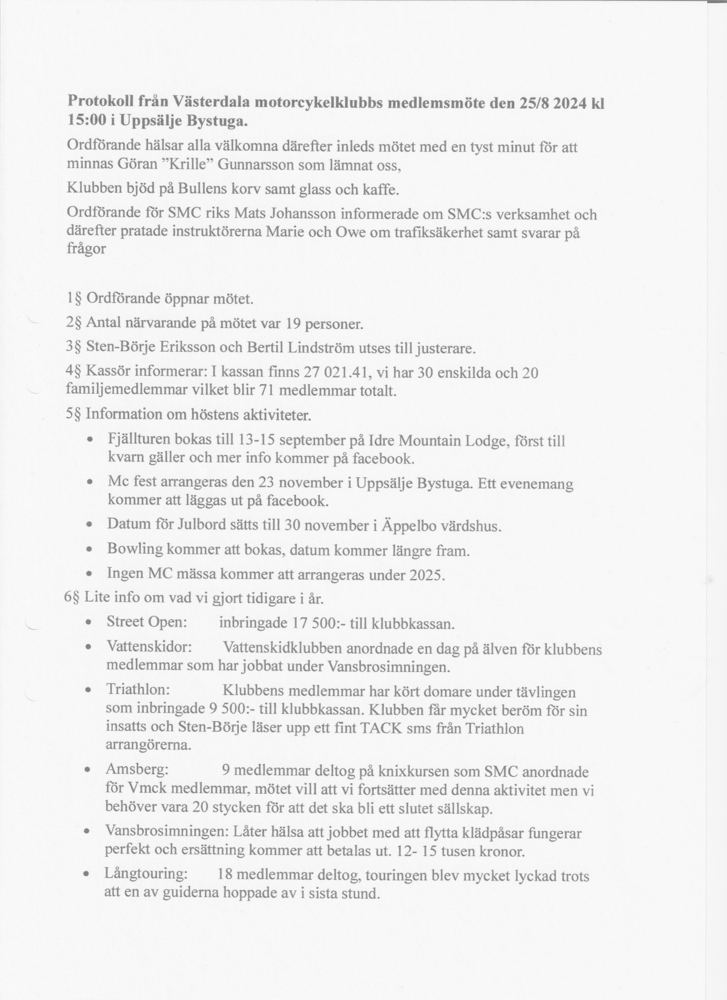 Protokoll från Västerdala motorcykelklubbs medlemsmöte den 25/8 2024 kl
15:00 i Uppsälje Bystuga.
Ordförande hälsar alla välkomna därefter inleds mötet med en tyst minut för att
minnas Göran ”Krille” Gunnarsson som lämnat oss,
Klubben bjöd på Bullens korv samt glass och kaffe.
Ordförande för SMC riks Mats Johansson informerade om SMC:s verksamhet och
därefter pratade instruktörerna Marie och Owe om trafiksäkerhet samt svarar på
frågor
1§ Ordförande öppnar mötet.
2§ Antal närvarande på mötet var 19 personer.
3§ Sten-Börje Eriksson och Bertil Lindström utses till justerare.
4§ Kassör informerar: I kassan finns 27 021.41, vi har 30 enskilda och 20
familjemedlemmar vilket blir 71 medlemmar totalt.
5§ Information om höstens aktiviteter.
• Fjällturen bokas till 13-15 september på Idre Mountain Lodge, först till
kvarn gäller och mer info kommer på facebook.
• Mc fest arrangeras den 23 november i Uppsälje Bystuga. Ett evenemang
kommer att läggas ut på facebook.
• Datum för Julbord sätts till 30 november i Äppelbo värdshus.
• Bowling kommer att bokas, datum kommer längre fram.
• Ingen MC mässa kommer att arrangeras under 2025.
6§ Lite info om vad vi gjort tidigare i år.
• Street Open: inbringade 17 500:- till klubbkassan.
• Vattenskidor: Vattenskidklubben anordnade en dag på älven för klubbens
medlemmar som har jobbat under Vansbrosimningen.
• Triathlon: Klubbens medlemmar har kört domare under tävlingen
som inbringade 9 500:- till klubbkassan. Klubben får mycket beröm för sin
insatts och Sten-Börje läser upp ett fint TACK sms från Triathlon
arrangörerna.
• Amsberg: 9 medlemmar deltog på knixkursen som SMC anordnade
för Vmck medlemmar, mötet vill att vi fortsätter med denna aktivitet men vi
behöver vara 20 stycken för att det ska bli ett slutet sällskap.
• Vansbrosimningen: Låter hälsa att jobbet med att flytta klädpåsar fungerar
perfekt och ersättning kommer att betalas ut. 12- 15 tusen kronor.
• Långtouring: 18 medlemmar deltog, touringen blev mycket lyckad trots
att en av guiderna hoppade av i sista stund.